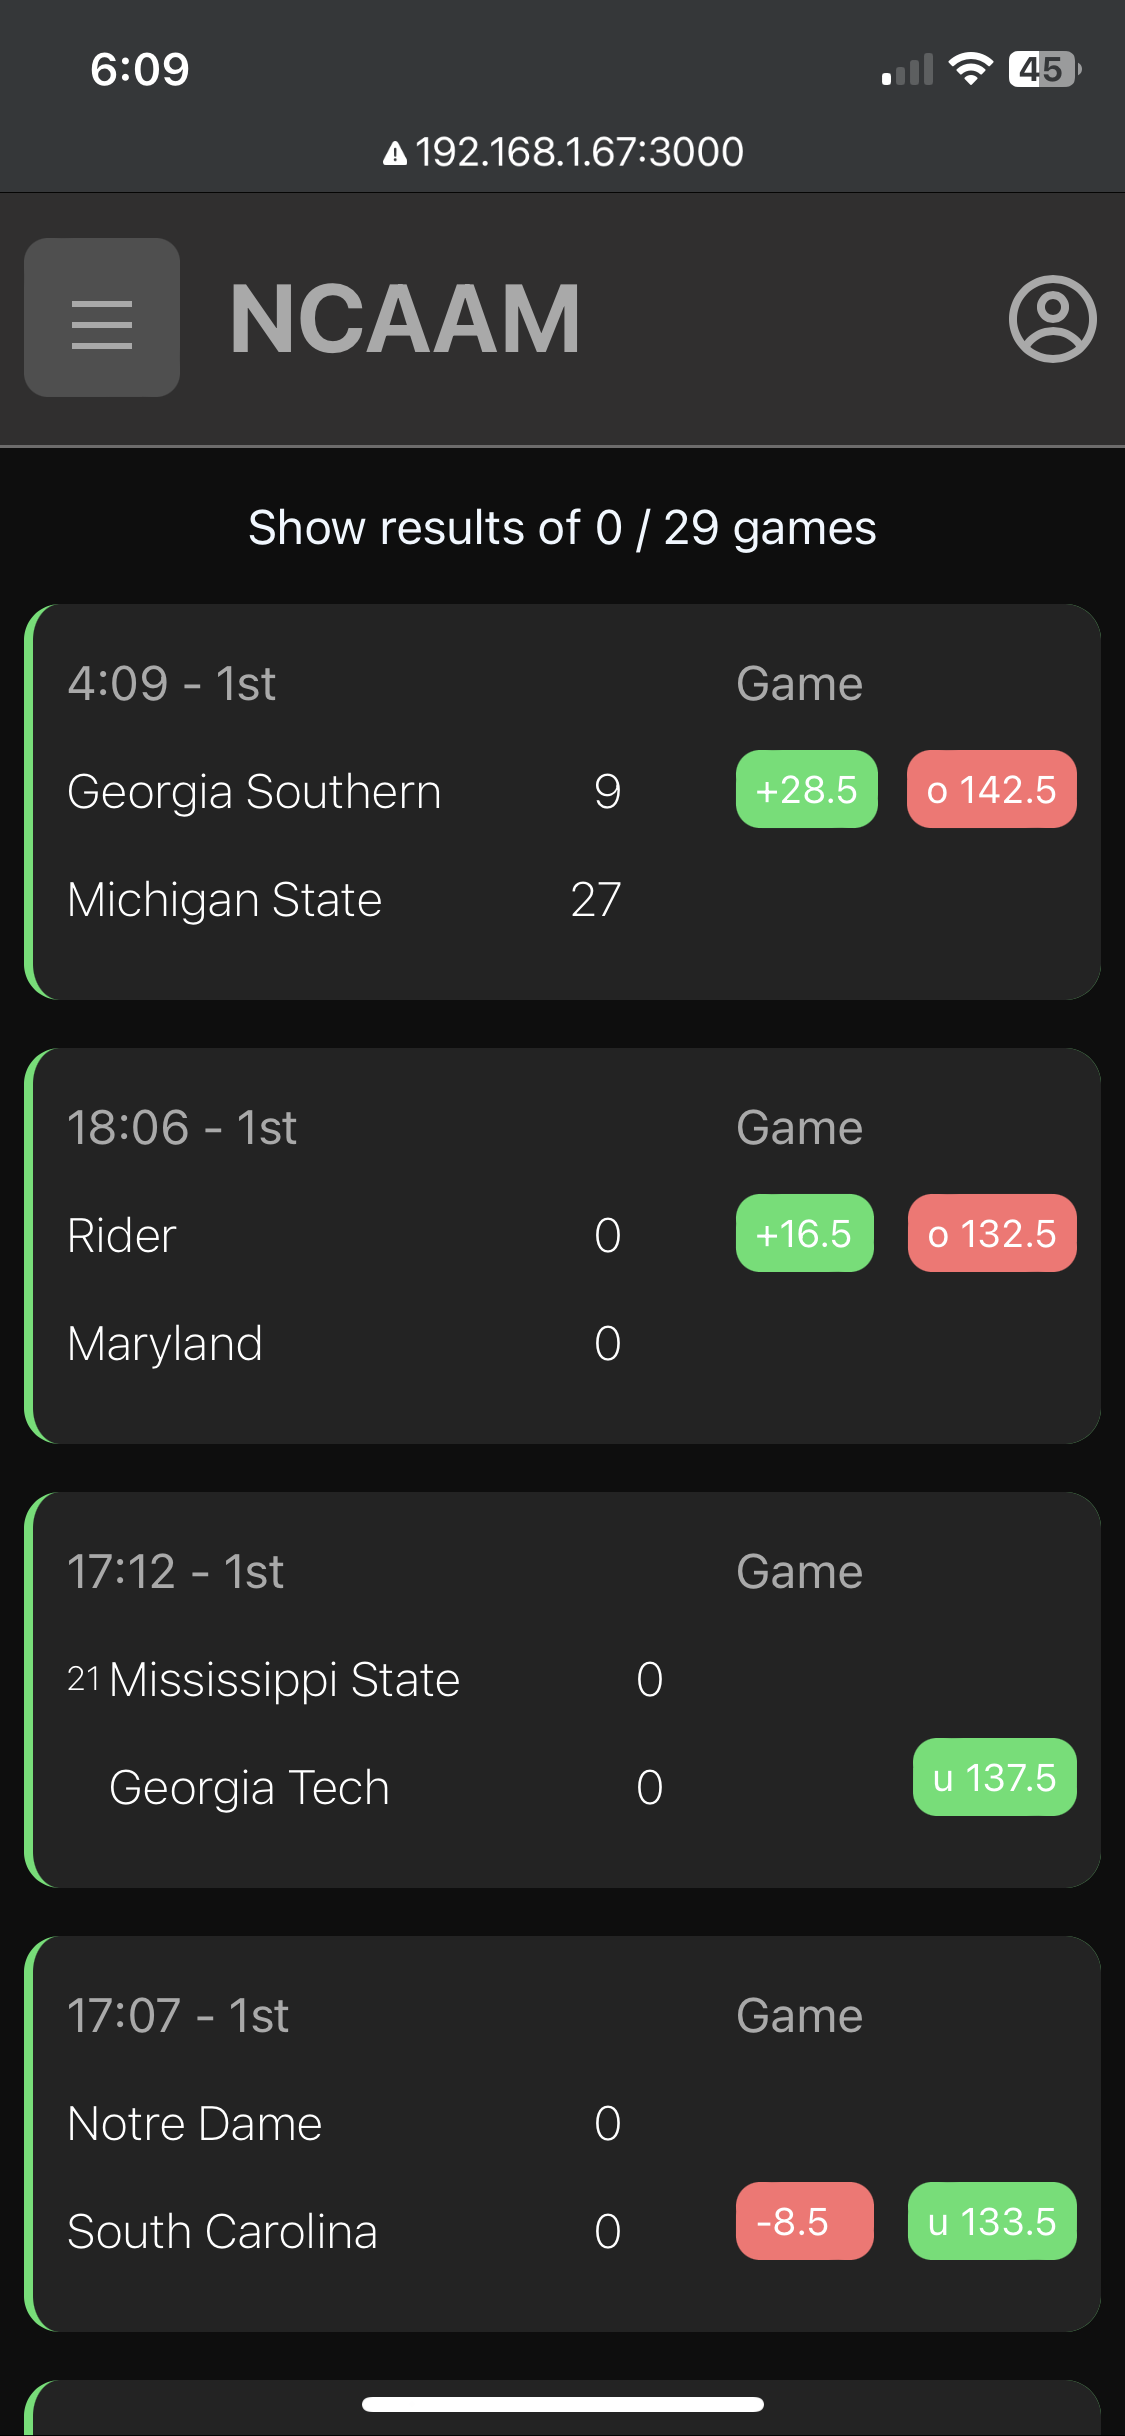 6:09 45
192.168.1.67:3000
NCAAM
Show results of 0 / 29 games
4:09 - 1st Game
Georgia Southern 9 +28.5 o 142.5
Michigan State 27
18:06 - 1st Game
Rider 0 +16.5 o 132.5
Maryland 0
17:12 - 1st Game
21 Mississippi State 0
Georgia Tech 0 u 137.5
17:07 - 1st Game
Notre Dame 0
South Carolina 0 -8.5 u 133.5